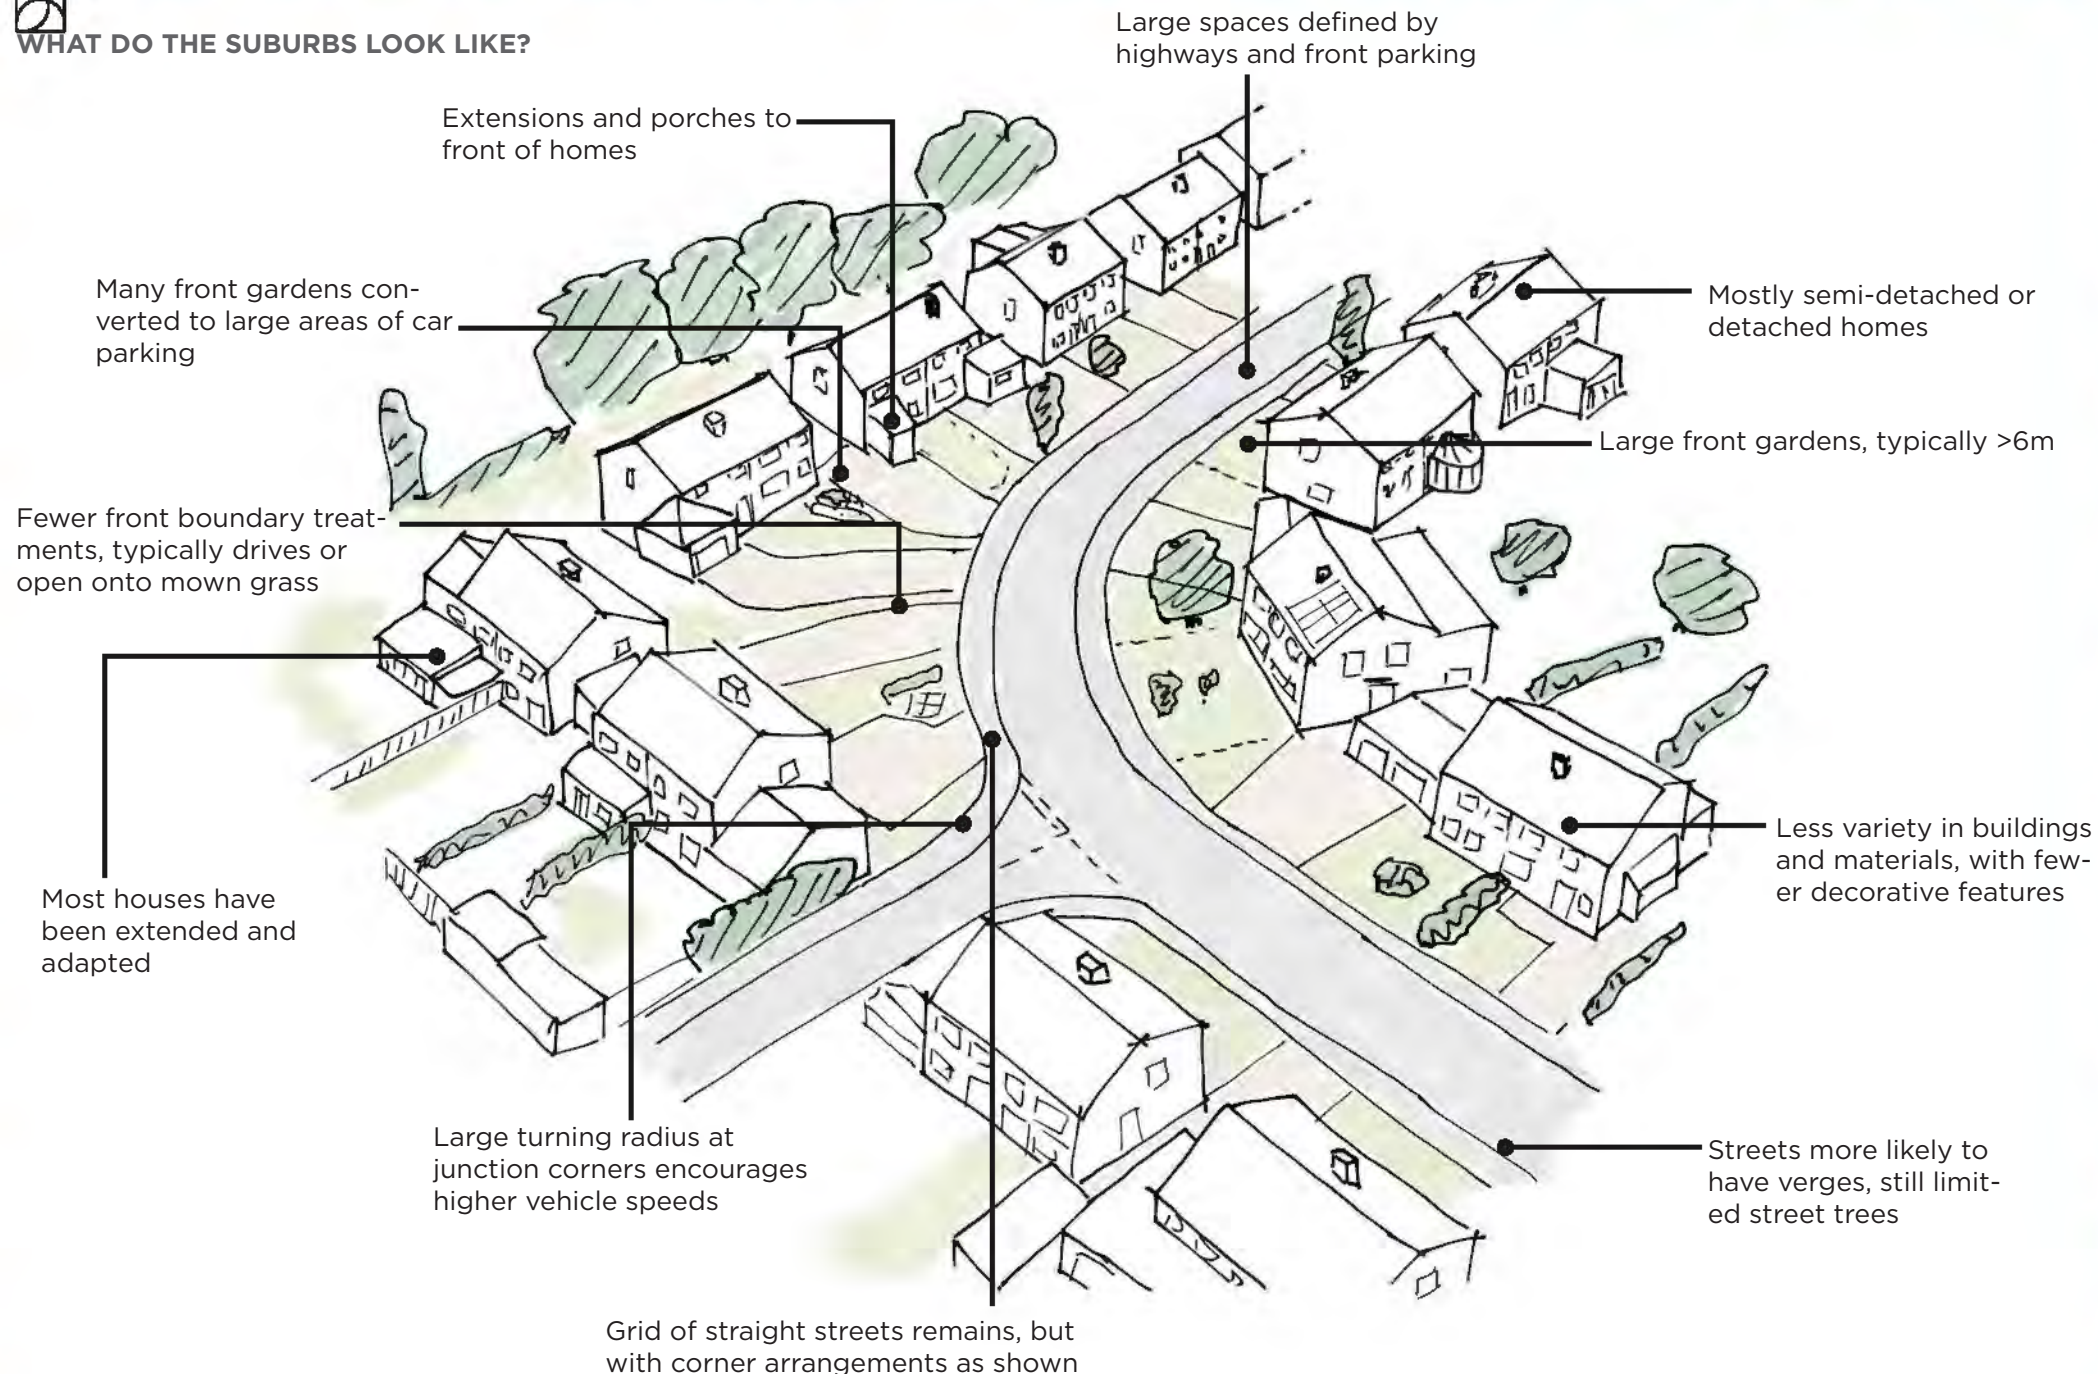 WHAT DO THE SUBURBS LOOK LIKE?
Large spaces defined by
highways and front parking
Extensions and porches to
front of homes
Many front gardens con-
verted to large areas of car
parking
Mostly semi-detached or
detached homes
Large front gardens, typically >6m
Fewer front boundary treat-
ments, typically drives or
open onto mown grass
Less variety in buildings
and materials, with few-
er decorative features
Most houses have
been extended and
adapted
Large turning radius at
junction corners encourages
higher vehicle speeds
Streets more likely to
have verges, still limit-
ed street trees
Grid of straight streets remains, but
with corner arrangements as shown